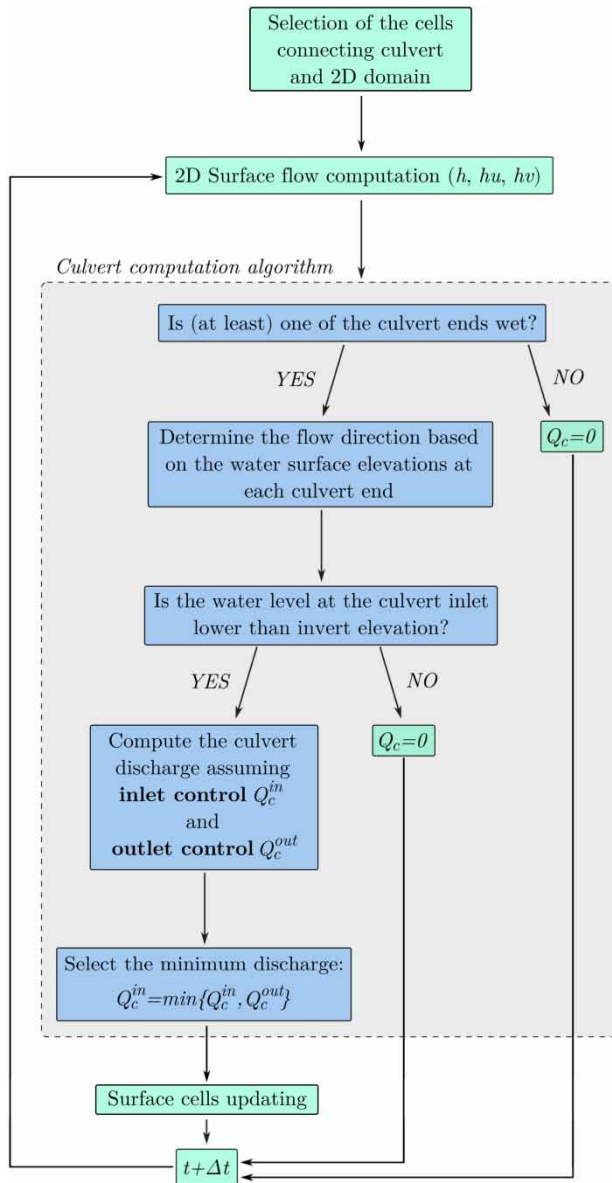 Selection of the cells
connecting culvert
and 2D domain
2D Surface flow computation (h, hu, hv)
Culvert computation algorithm
Is (at least) one of the culvert ends wet?
YES
NO
Determine the flow direction based
on the water surface elevations at
each culvert end
Q_c=0
Is the water level at the culvert inlet
lower than invert elevation?
YES
NO
Compute the culvert
discharge assuming
inlet control Q_c^{in}
and
outlet control Q_c^{out}
Q_c=0
Select the minimum discharge:
Q_c^{in}=min{Q_c^{in},Q_c^{out}}
Surface cells updating
t+Δt